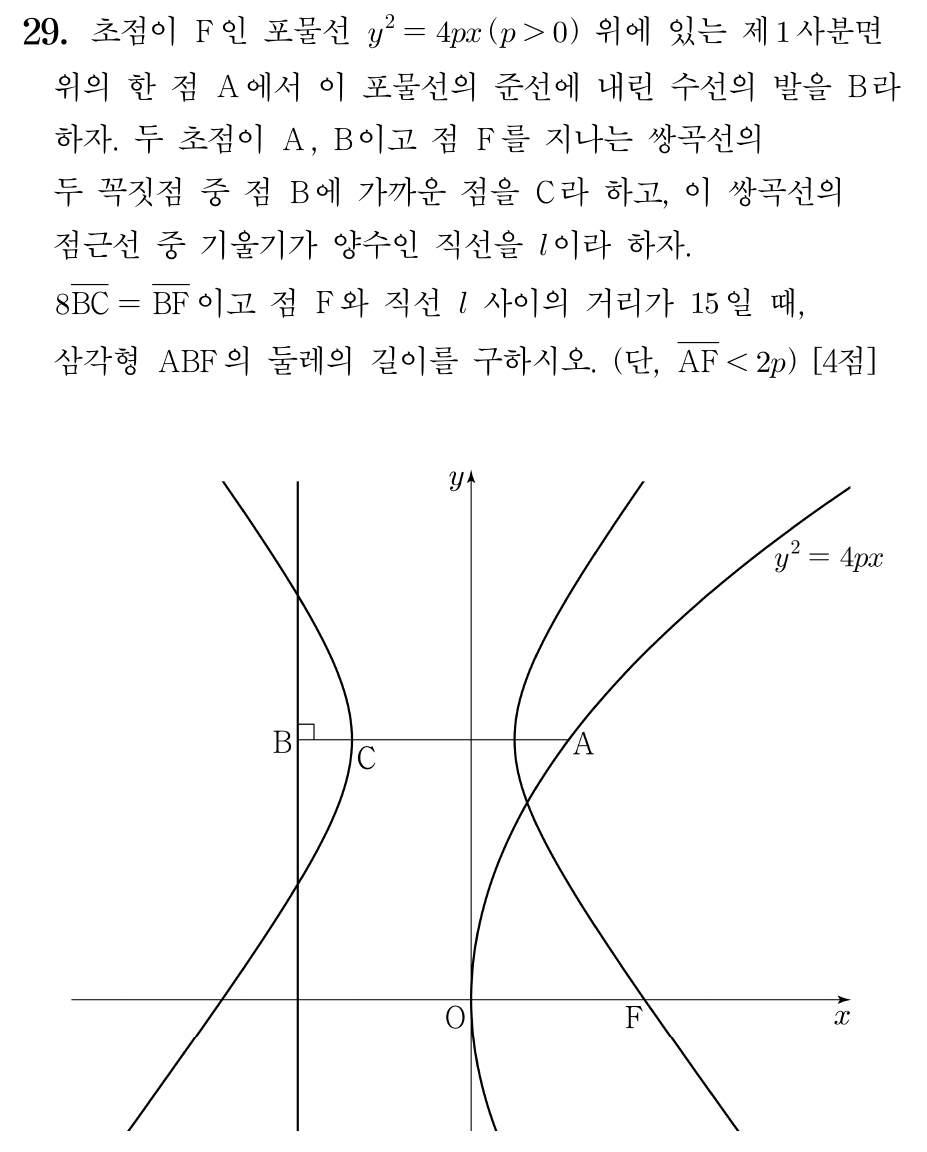 29. 초점이 F인 포물선 y² = 4px (p > 0) 위에 있는 제1사분면
위의 한 점 A에서 이 포물선의 준선에 내린 수선의 발을 B라
하자. 두 초점이 A, B이고 점 F를 지나는 쌍곡선의
두 꼭짓점 중 점 B에 가까운 점을 C라 하고, 이 쌍곡선의
점근선 중 기울기가 양수인 직선을 l이라 하자.
8B̅C̅ = B̅F̅이고 점 F와 직선 l 사이의 거리가 15일 때,
삼각형 ABF의 둘레의 길이를 구하시오. (단, A̅F̅ < 2p) [4점]
y
y² = 4px
B
C
A
O
F
x